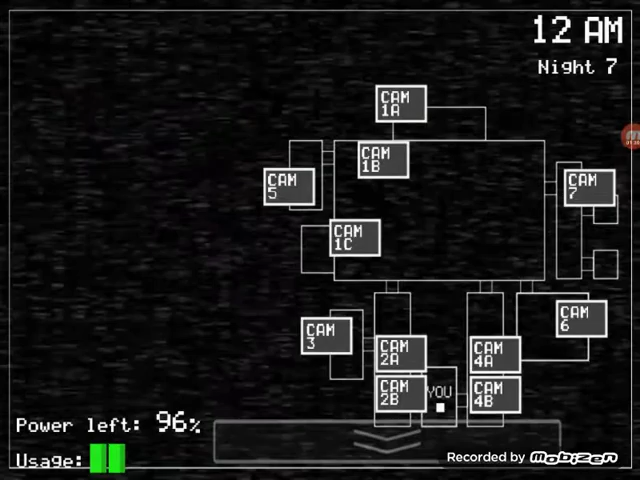 12 AM
Night 7
CAM 1A
CAM 1B
CAM 5
CAM 7
CAM 1C
CAM 6
CAM 3
CAM 2A
CAM 4A
CAM 2B
YOU
CAM 4B
Power left: 96%
Usage:
Recorded by Mobizen